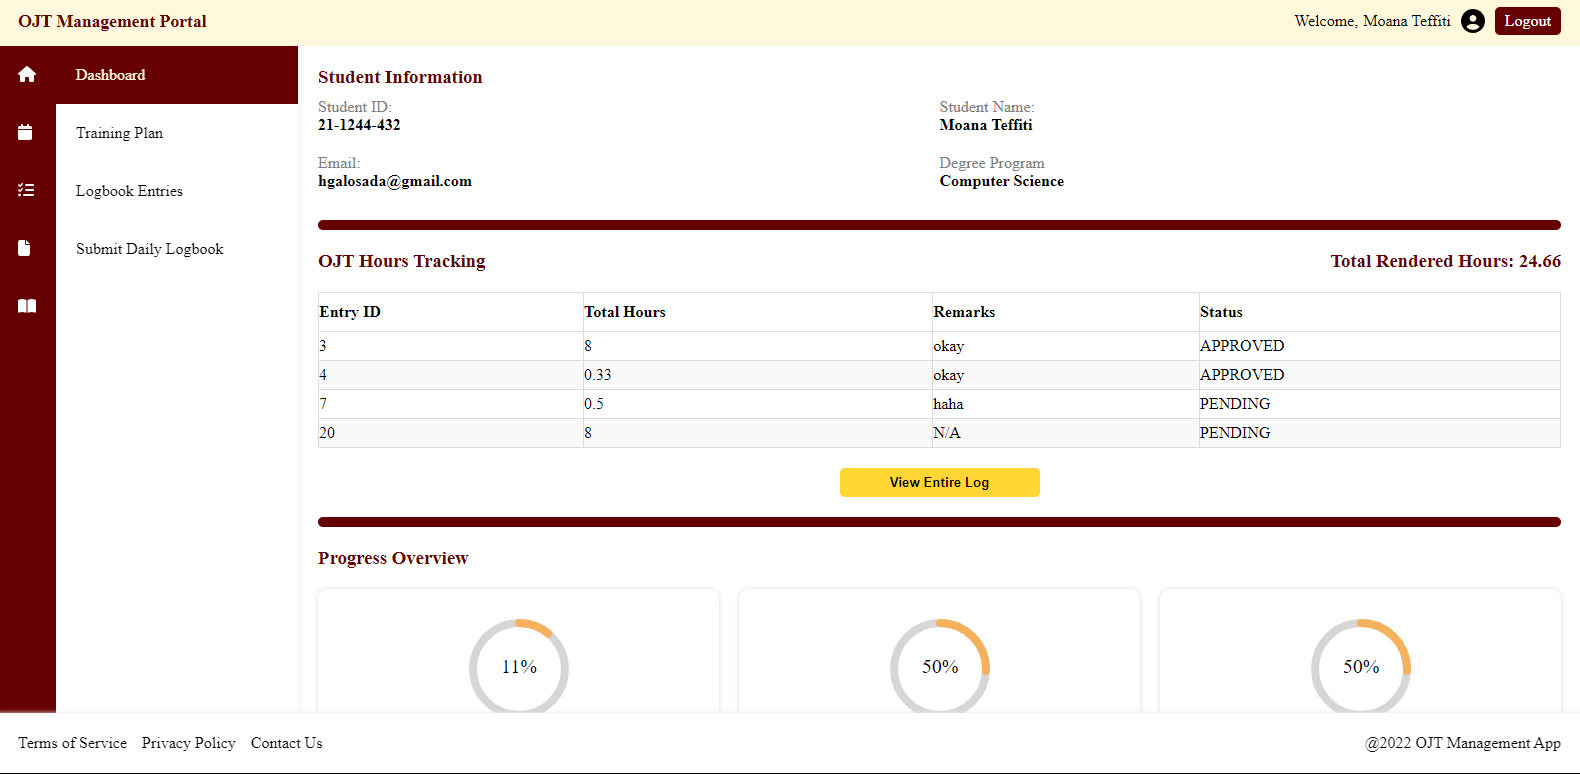 OJT Management Portal
Welcome, Moana Teffiti
Logout
Dashboard
Training Plan
Logbook Entries
Submit Daily Logbook
Student Information
Student ID:
21-1244-432
Student Name:
Moana Teffiti
Email:
hgalosada@gmail.com
Degree Program
Computer Science
OJT Hours Tracking
Total Rendered Hours: 24.66
Entry ID Total Hours Remarks Status
3 8 okay APPROVED
4 0.33 okay APPROVED
7 0.5 haha PENDING
20 8 N/A PENDING
View Entire Log
Progress Overview
11% 50% 50%
Terms of Service Privacy Policy Contact Us
@2022 OJT Management App